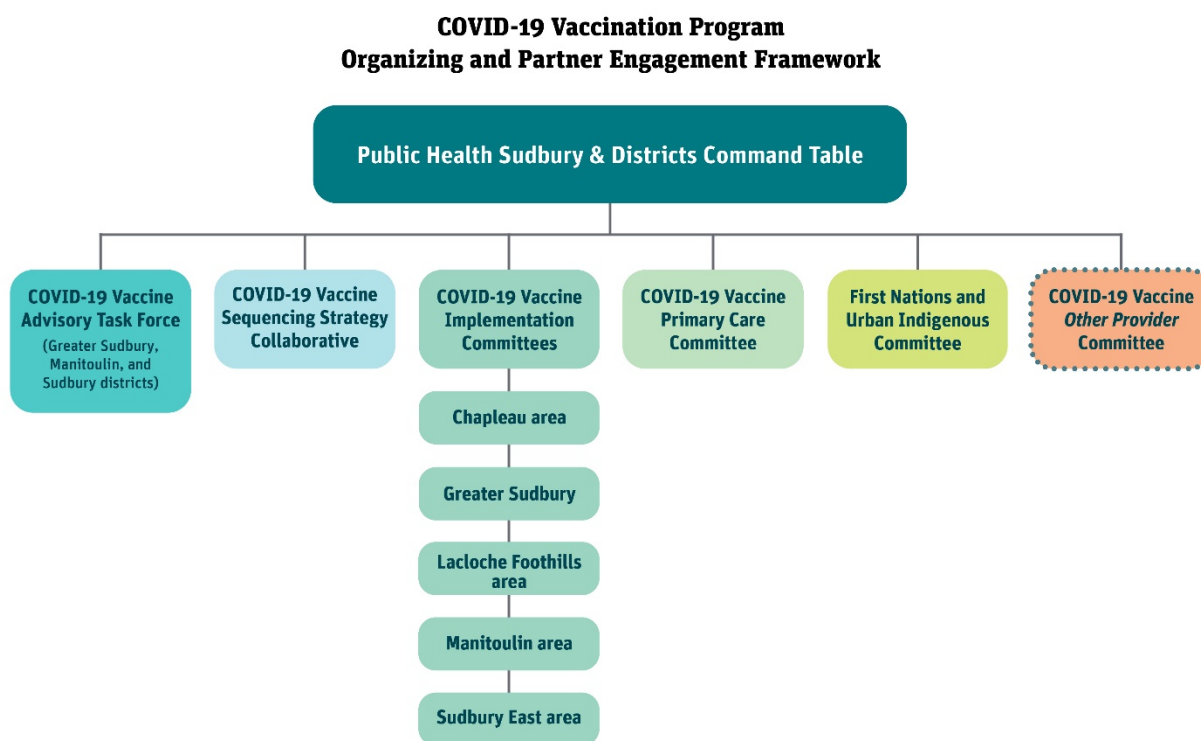 COVID-19 Vaccination Program
Organizing and Partner Engagement Framework
Public Health Sudbury & Districts Command Table
COVID-19 Vaccine
Advisory Task Force
(Greater Sudbury,
Manitoulin, and
Sudbury districts)
COVID-19 Vaccine
Sequencing Strategy
Collaborative
COVID-19 Vaccine
Implementation
Committees
COVID-19 Vaccine
Primary Care
Committee
First Nations and
Urban Indigenous
Committee
COVID-19 Vaccine
Other Provider
Committee
Chapleau area
Greater Sudbury
Lacloche Foothills
area
Manitoulin area
Sudbury East area